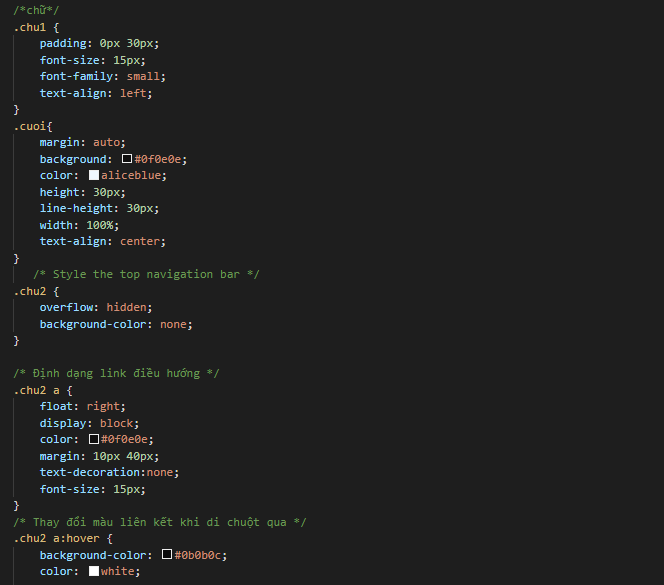 /*chữ*/
.chu1 {
    padding: 0px 30px;
    font-size: 15px;
    font-family: small;
    text-align: left;
}
.cuoi{
    margin: auto;
    background: #0f0e0e;
    color: aliceblue;
    height: 30px;
    line-height: 30px;
    width: 100%;
    text-align: center;
}
   /* Style the top navigation bar */
.chu2 {
    overflow: hidden;
    background-color: none;
}

/* Định dạng link điều hướng */
.chu2 a {
    float: right;
    display: block;
    color: #0f0e0e;
    margin: 10px 40px;
    text-decoration:none;
    font-size: 15px;
}
/* Thay đổi màu liên kết khi di chuột qua */
.chu2 a:hover {
    background-color: #0b0b0c;
    color: white;